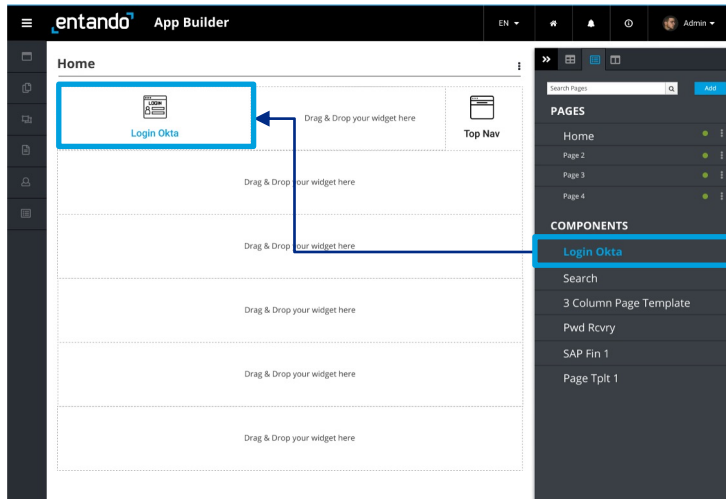 entando App Builder
EN
Admin
Home
LOGIN
Login Okta
Drag & Drop your widget here
Top Nav
Drag & Drop your widget here
Drag & Drop your widget here
Drag & Drop your widget here
Drag & Drop your widget here
Drag & Drop your widget here
Search Pages
Add
PAGES
Home
Page 2
Page 3
Page 4
COMPONENTS
Login Okta
Search
3 Column Page Template
Pwd Rcvry
SAP Fin 1
Page Tplt 1